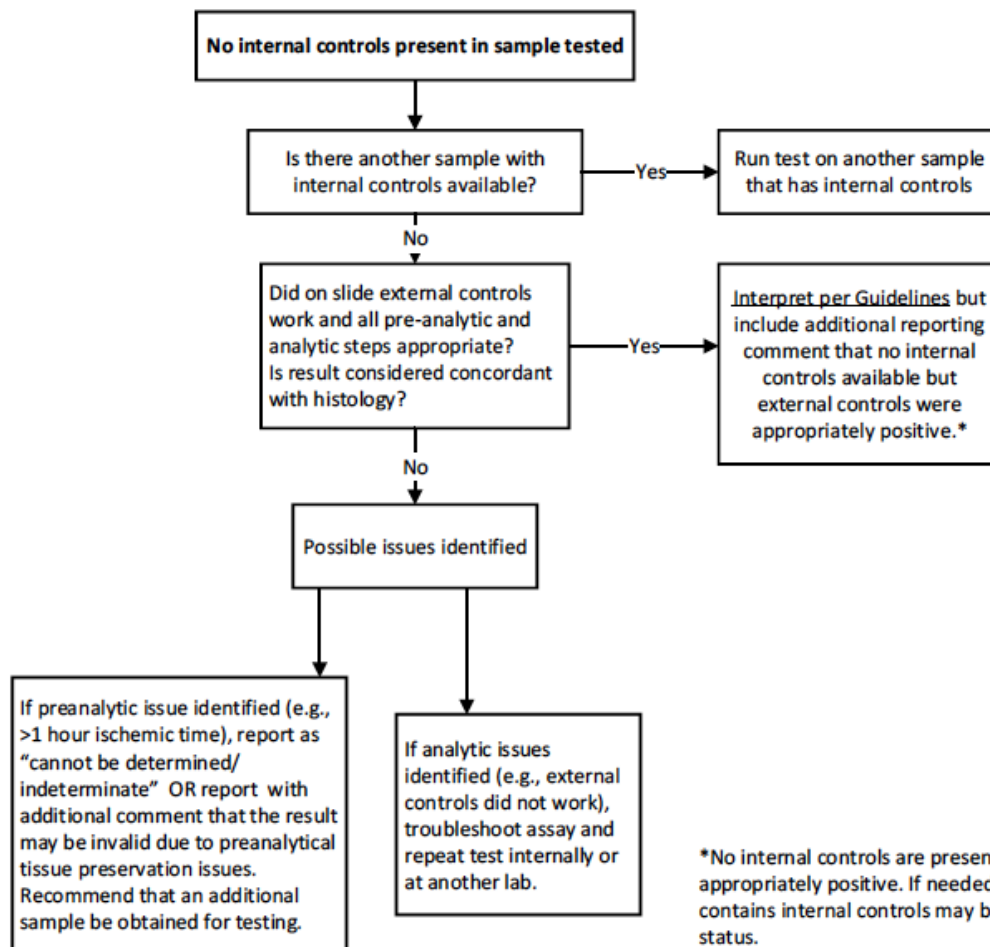 No internal controls present in sample tested
Is there another sample with
internal controls available?
Yes
Run test on another sample
that has internal controls
No
Did on slide external controls
work and all pre-analytic and
analytic steps appropriate?
Is result considered concordant
with histology?
Yes
Interpret per Guidelines but
include additional reporting
comment that no internal
controls available but
external controls were
appropriately positive.*
No
Possible issues identified
If preanalytic issue identified (e.g.,
>1 hour ischemic time), report as
“cannot be determined/
indeterminate” OR report with
additional comment that the result
may be invalid due to preanalytical
tissue preservation issues.
Recommend that an additional
sample be obtained for testing.
If analytic issues
identified (e.g., external
controls did not work),
troubleshoot assay and
repeat test internally or
at another lab.
*No internal controls are presen
appropriately positive. If needed
contains internal controls may b
status.